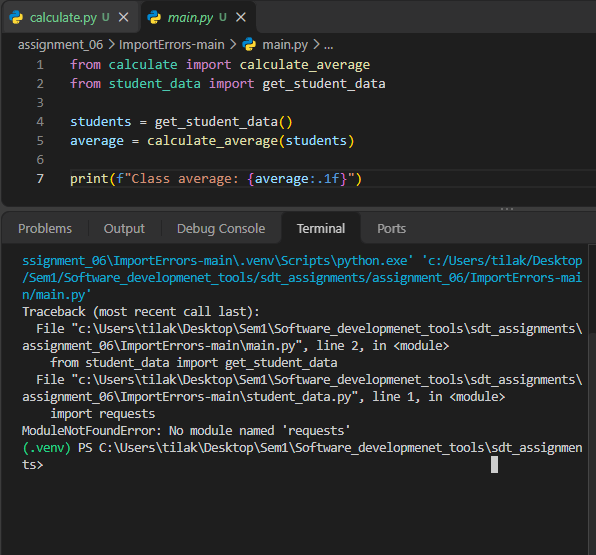 calculate.py U ×
main.py U ×
assignment_06 > ImportErrors-main > main.py > ...
1 from calculate import calculate_average
2 from student_data import get_student_data
3
4 students = get_student_data()
5 average = calculate_average(students)
6
7 print(f"Class average: {average:.1f}")
Problems Output Debug Console Terminal Ports
ssignment_06\ImportErrors-main\.venv\Scripts\python.exe' 'c:/Users/tilak/Desktop
/Sem1/Software_developmenet_tools/sdt_assignments/assignment_06/ImportErrors-mai
n/main.py'
Traceback (most recent call last):
  File "c:\Users\tilak\Desktop\Sem1\Software_developmenet_tools\sdt_assignments\
assignment_06\ImportErrors-main\main.py", line 2, in <module>
    from student_data import get_student_data
  File "c:\Users\tilak\Desktop\Sem1\Software_developmenet_tools\sdt_assignments\
assignment_06\ImportErrors-main\student_data.py", line 1, in <module>
    import requests
ModuleNotFoundError: No module named 'requests'
(.venv) PS C:\Users\tilak\Desktop\Sem1\Software_developmenet_tools\sdt_assignmen
ts>